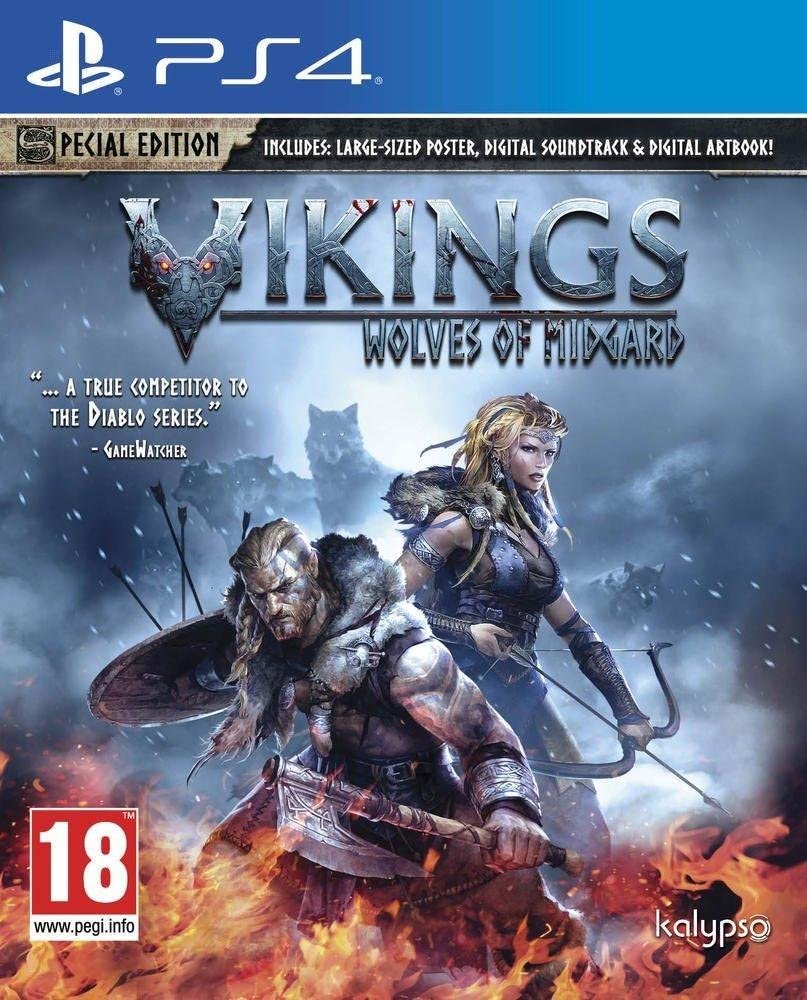 PS4
SPECIAL EDITION
INCLUDES: LARGE-SIZED POSTER, DIGITAL SOUNDTRACK & DIGITAL ARTBOOK!
VIKINGS
WOLVES OF MIDGARD
“... A TRUE COMPETITOR TO
THE DIABLO SERIES.”
- GAMEWATCHER
18™
www.pegi.info
kalypso